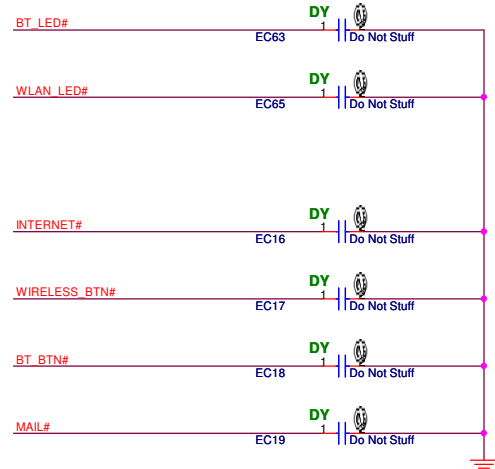 BT_LED#
DY
1
EC63
Do Not Stuff
WLAN_LED#
DY
1
EC65
Do Not Stuff
INTERNET#
DY
1
EC16
Do Not Stuff
WIRELESS_BTN#
DY
1
EC17
Do Not Stuff
BT_BTN#
DY
1
EC18
Do Not Stuff
MAIL#
DY
1
EC19
Do Not Stuff